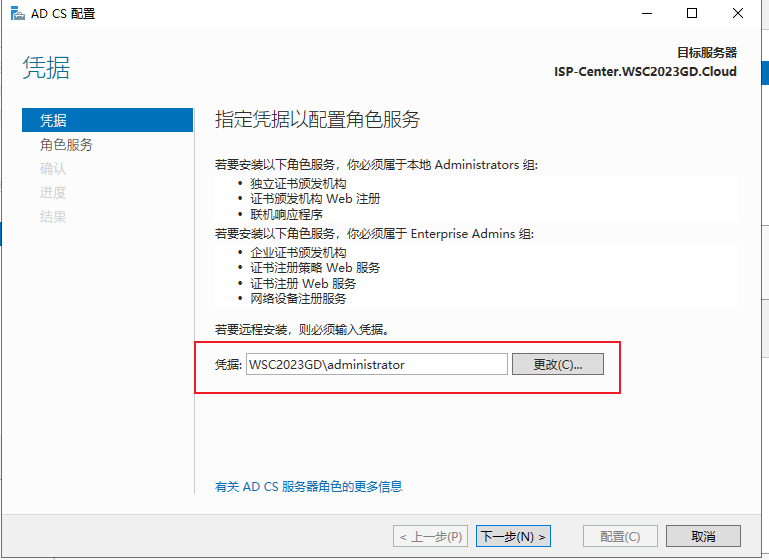 AD CS 配置
目标服务器
凭据
ISP-Center.WSC2023GD.Cloud
凭据
角色服务
确认
进度
结果
指定凭据以配置角色服务
若要安装以下角色服务，你必须属于本地 Administrators 组:
• 独立证书颁发机构
• 证书颁发机构 Web 注册
• 联机响应程序
若要安装以下角色服务，你必须属于 Enterprise Admins 组:
• 企业证书颁发机构
• 证书注册策略 Web 服务
• 证书注册 Web 服务
• 网络设备注册服务
若要远程安装，则必须输入凭据。
凭据: WSC2023GD\administrator 更改(C)...
有关 AD CS 服务器角色的更多信息
< 上一步(P) 下一步(N) > 配置(C) 取消